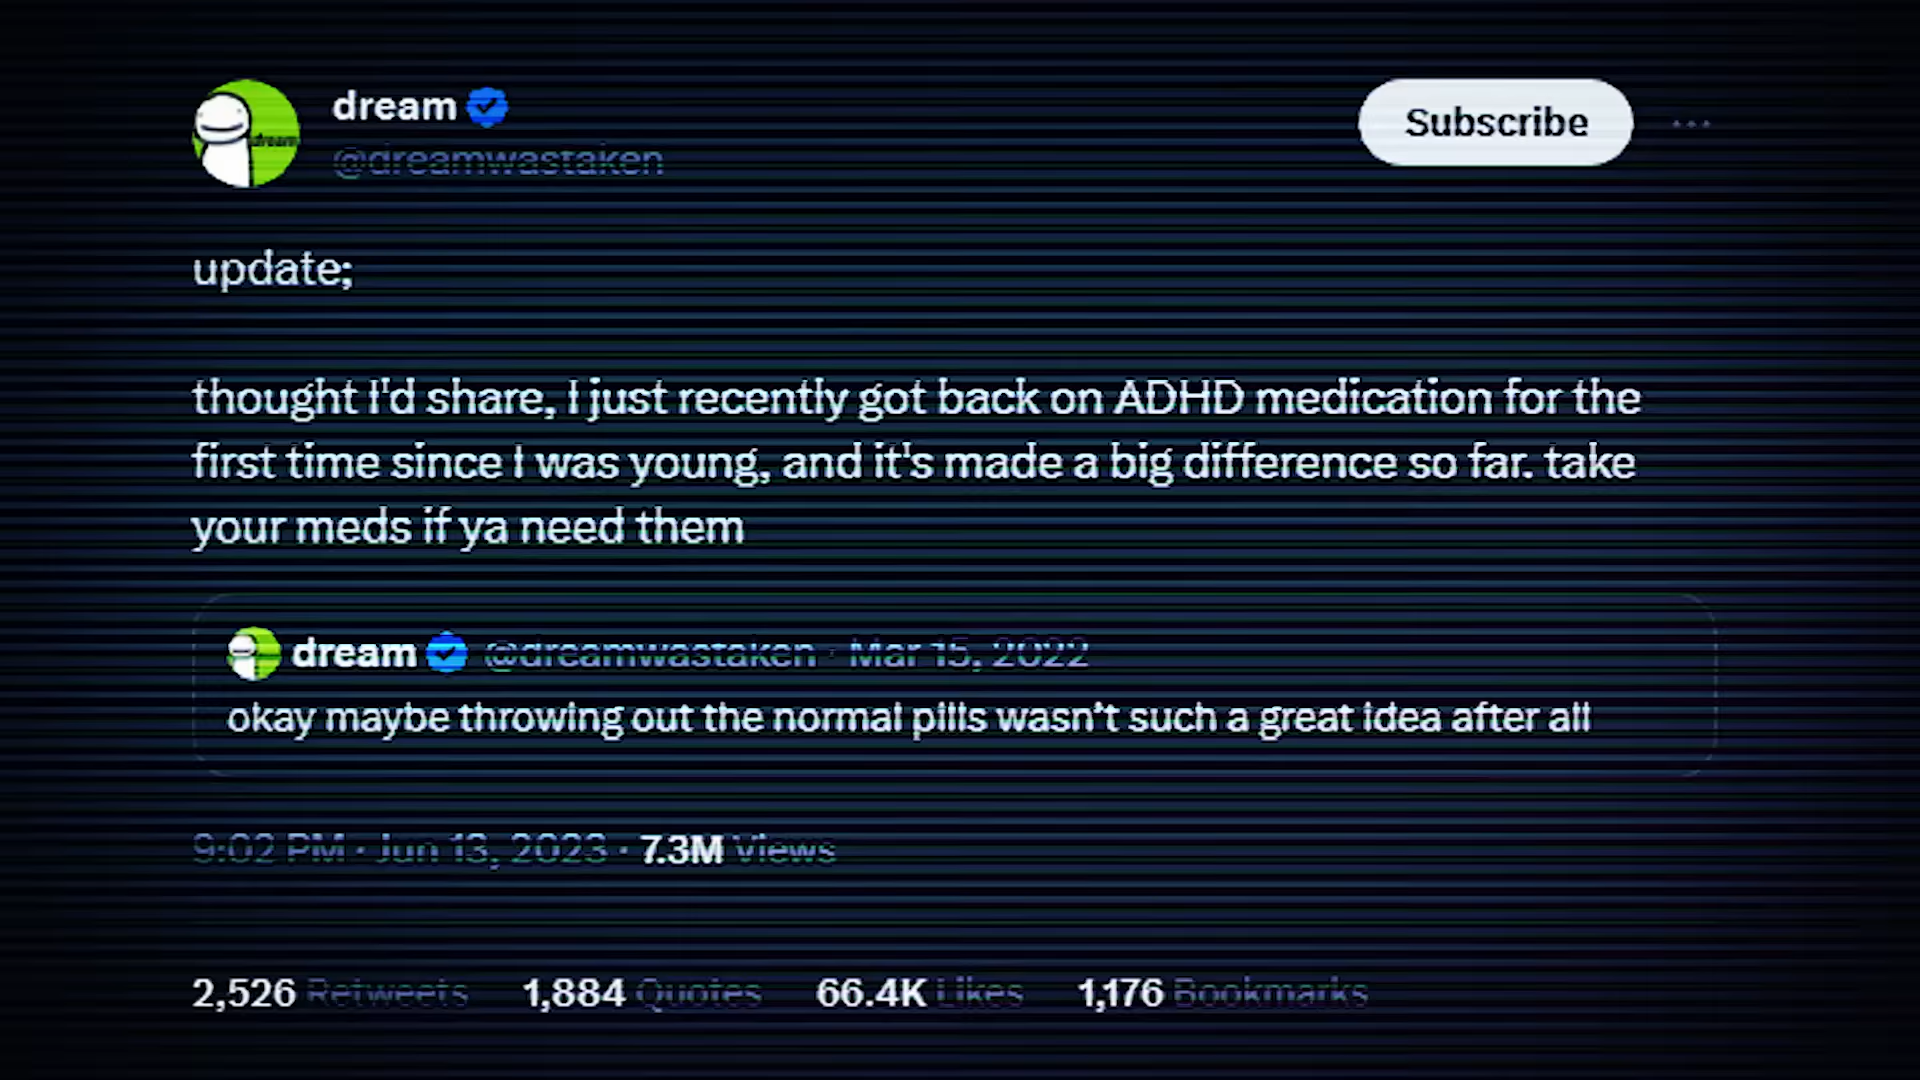 dream
@dreamwastaken
Subscribe
dream
update;
thought I'd share, I just recently got back on ADHD medication for the
first time since I was young, and it's made a big difference so far. take
your meds if ya need them
dream @dreamwastaken · Mar 15, 2022
okay maybe throwing out the normal pills wasn't such a great idea after all
9:02 PM · Jun 13, 2023 · 7.3M Views
2,526 Retweets 1,884 Quotes 66.4K Likes 1,176 Bookmarks